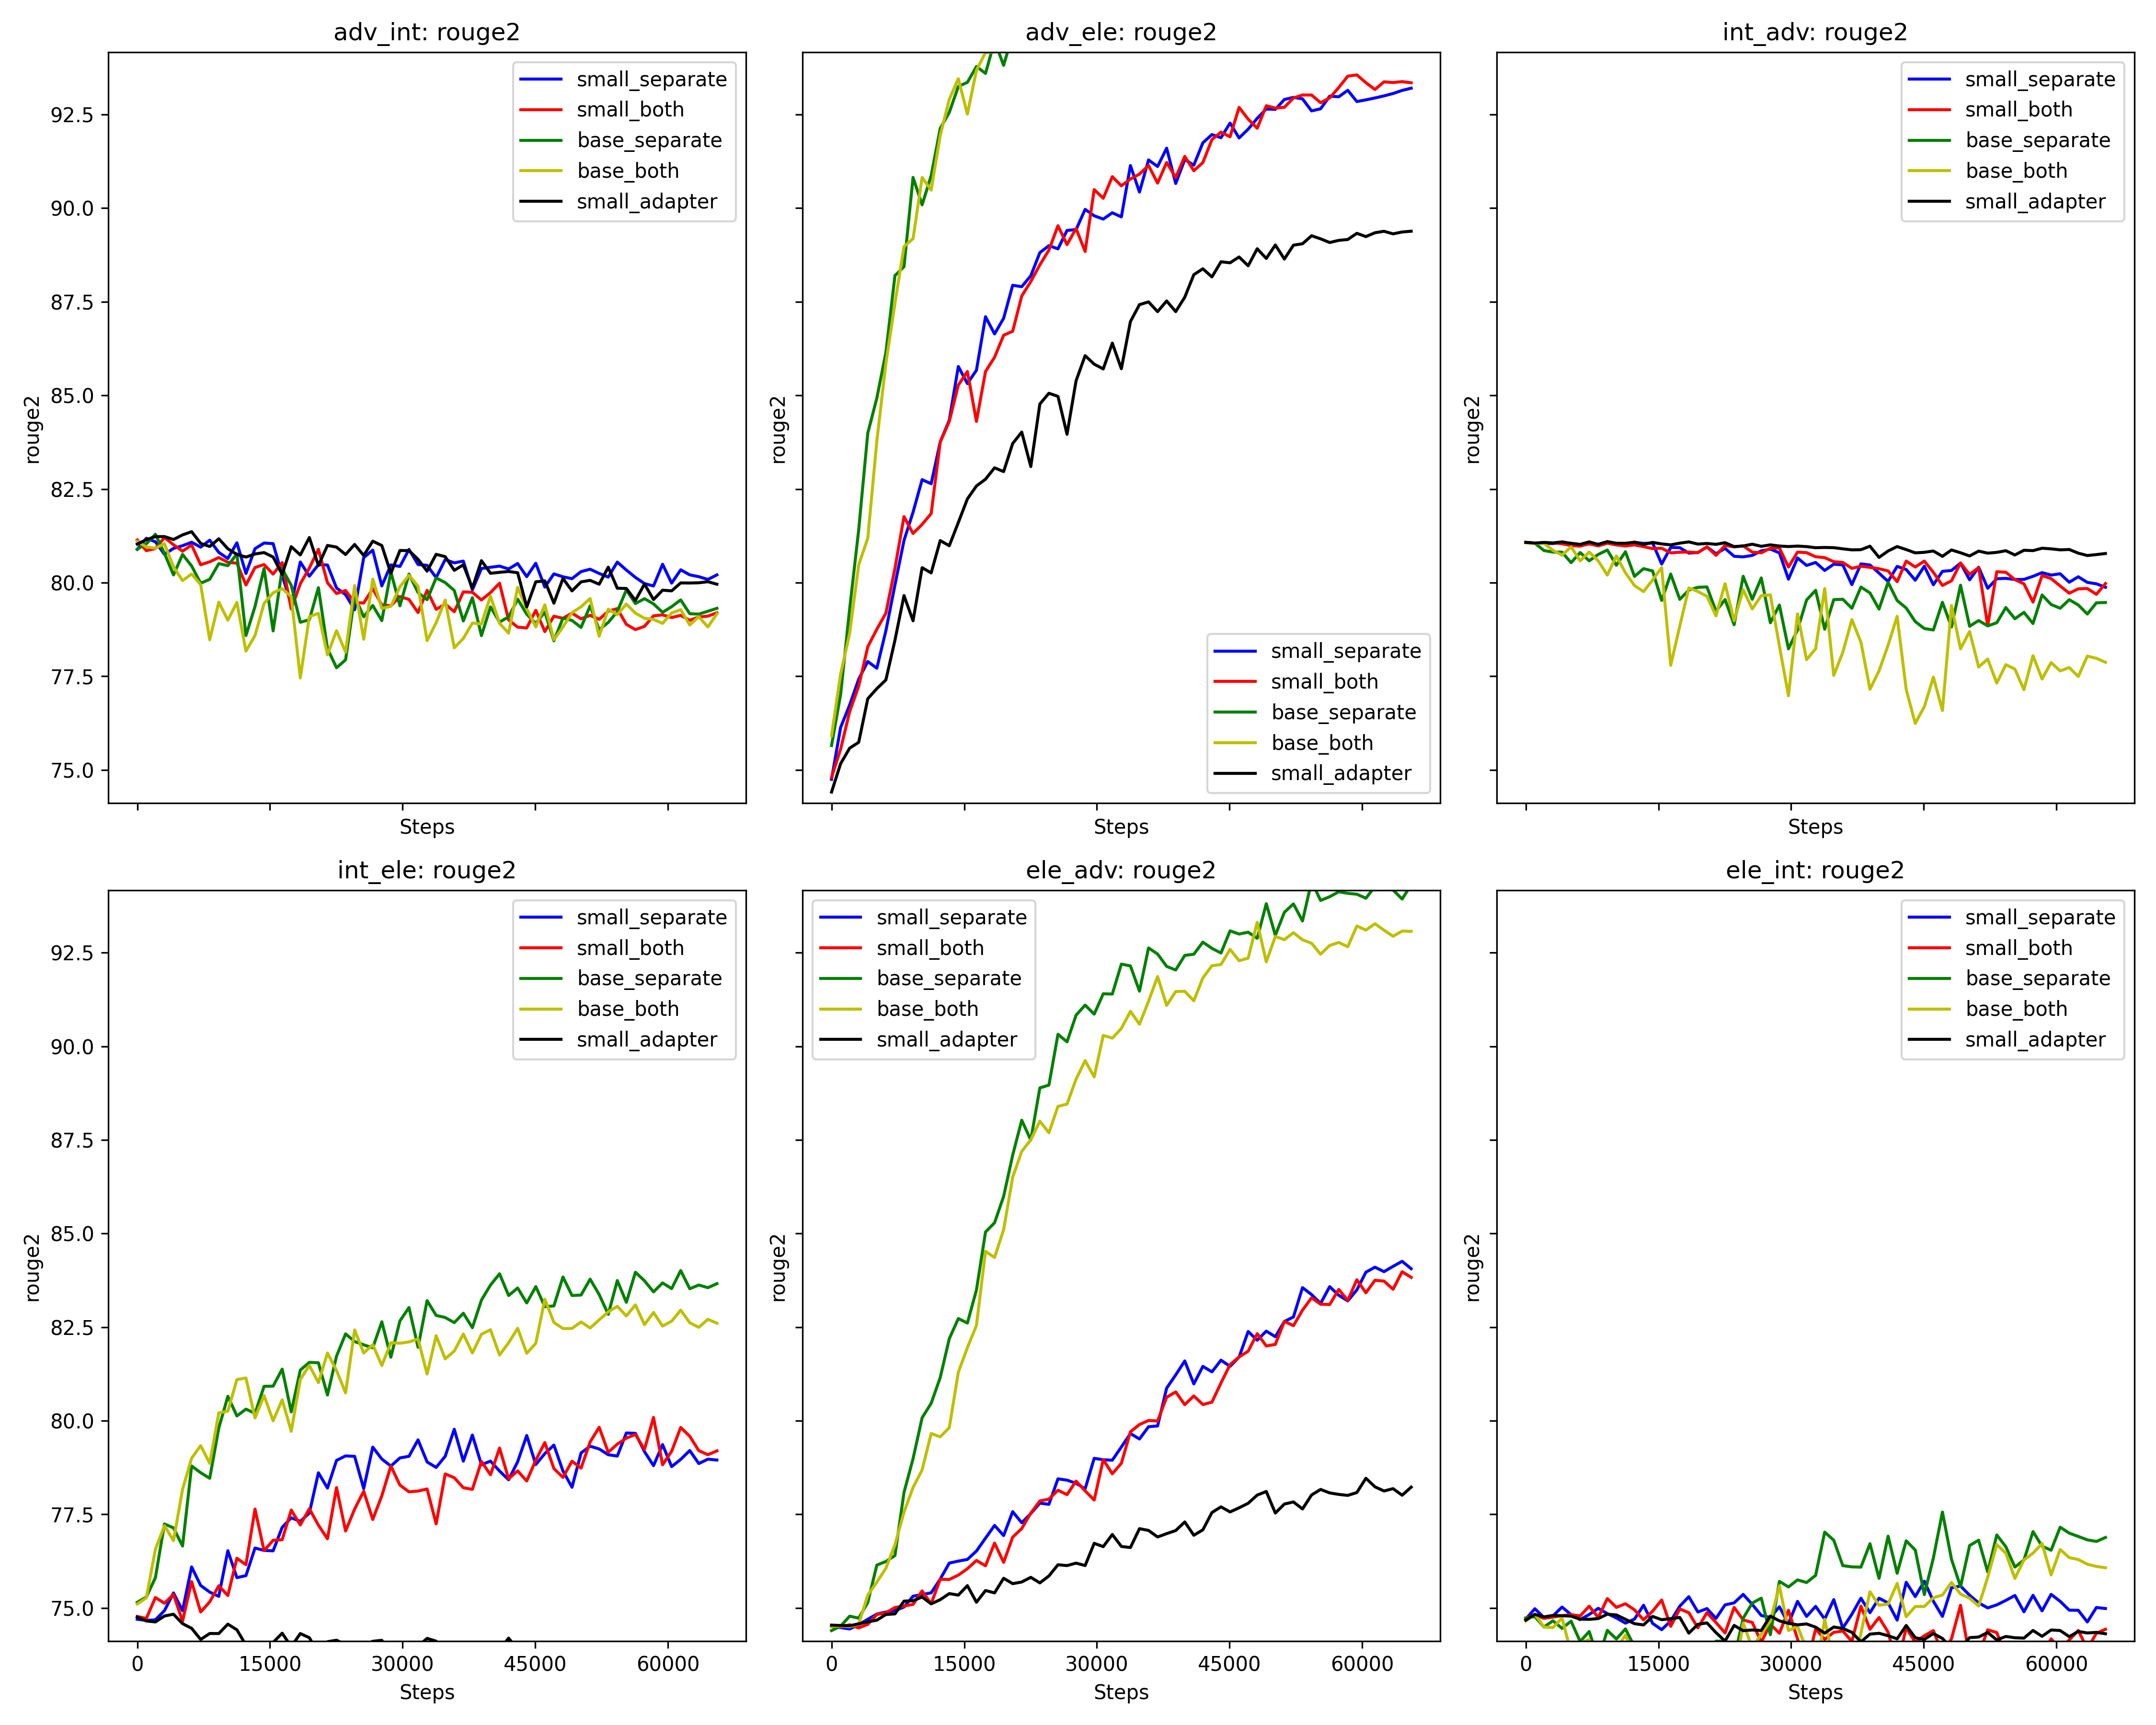 adv_int: rouge2
adv_ele: rouge2
int_adv: rouge2
small_separate
small_both
base_separate
base_both
small_adapter
small_separate
small_both
base_separate
base_both
small_adapter
small_separate
small_both
base_separate
base_both
small_adapter
92.5
90.0
87.5
85.0
82.5
80.0
77.5
75.0
rouge2
rouge2
rouge2
Steps
Steps
Steps
int_ele: rouge2
ele_adv: rouge2
ele_int: rouge2
small_separate
small_both
base_separate
base_both
small_adapter
small_separate
small_both
base_separate
base_both
small_adapter
small_separate
small_both
base_separate
base_both
small_adapter
92.5
90.0
87.5
85.0
82.5
80.0
77.5
75.0
rouge2
rouge2
rouge2
0 15000 30000 45000 60000
0 15000 30000 45000 60000
0 15000 30000 45000 60000
Steps
Steps
Steps